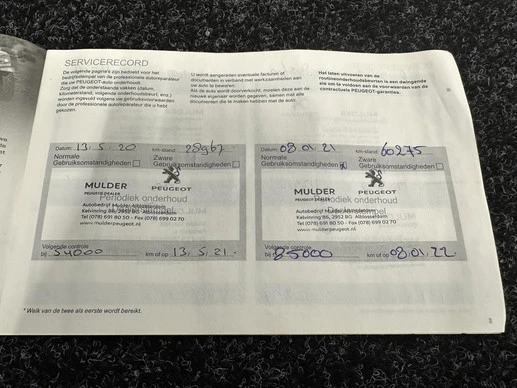 SERVICERECORD
De volgende pagina's zijn bedoeld voor het
bedrijfsstempel van de professionele autoreparateur
die uw PEUGEOT-auto onderhoudt.
Zorg dat de onderstaande vakken (datum,
kilometerstand, volgende onderhoudsbeurt, enz.)
worden ingevuld volgens uw gebruiksvoorwaarden
door de professionele autoreparateur die u hebt
gekozen.
U wordt aangeraden eventuele facturen of
documenten in verband met werkzaamheden aan
uw auto te bewaren.
Als de auto wordt doorverkocht, moeten deze aan de
nieuwe eigenaar worden gegeven, samen met alle
documenten die te maken hebben met de auto.
Het laten uitvoeren van de
routineonderhoudsbeurten is een dwingende
eis om te voldoen aan de voorwaarden van de
contractuele PEUGEOT-garanties.
Datum: 13.5.20 km-stand: 28967
Normale Zware
Gebruiksomstandigheden Gebruiksomstandigheden
MULDER PEUGEOT
PEUGEOT DEALER
Periodiek onderhoud
Autobedrijf Mulder Alblasserdam
Kelvinring 86, 2952 BG Alblasserdam
Tel (078) 691 80 50 - Fax (078) 699 02 70
www.mulderpeugeot.nl
Volgende controle
bij 54000 km of op 13.5.21.
Datum: 08.01.21 km-stand: 60275
Normale Zware
Gebruiksomstandigheden Gebruiksomstandigheden
MULDER PEUGEOT
PEUGEOT DEALER
Periodiek onderhoud
Autobedrijf Mulder Alblasserdam
Kelvinring 86, 2952 BG Alblasserdam
Tel (078) 691 80 50 - Fax (078) 699 02 70
www.mulderpeugeot.nl
Volgende controle
bij 85000 km of op 08.01.22.
* Welk van de twee als eerste wordt bereikt.
3